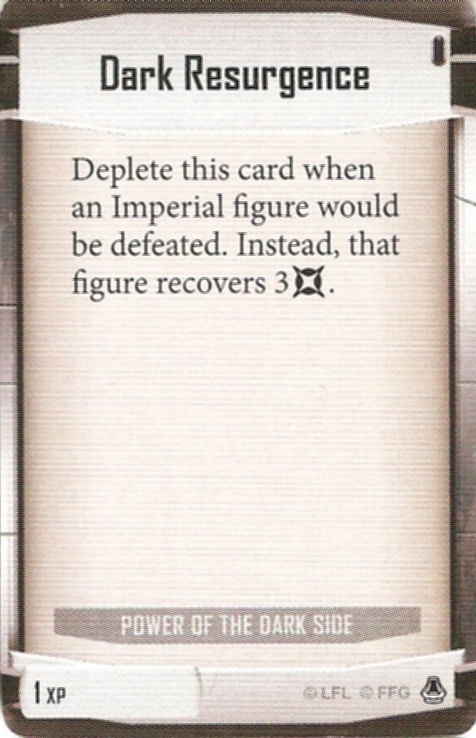 Dark Resurgence
Deplete this card when
an Imperial figure would
be defeated. Instead, that
figure recovers 3 .
POWER OF THE DARK SIDE
1 XP
© LFL © FFG